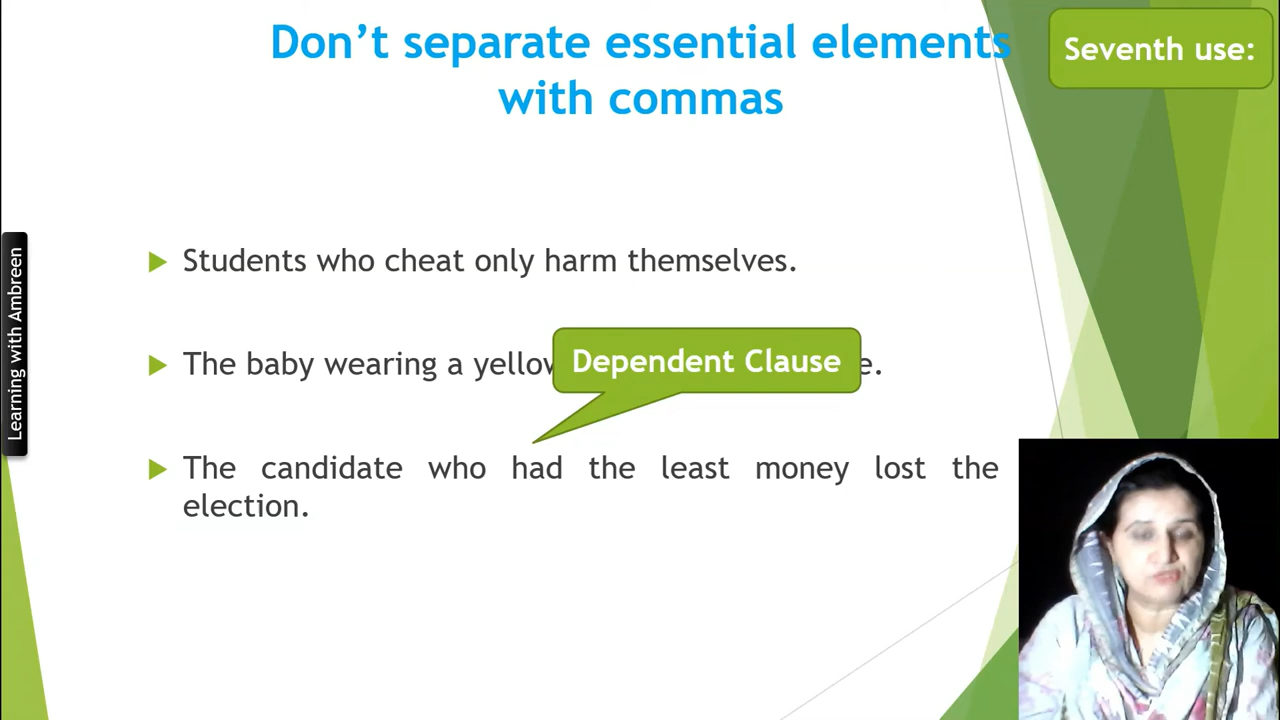 Don’t separate essential elements
with commas
Seventh use:
Students who cheat only harm themselves.
The baby wearing a yellow
Dependent Clause
The candidate who had the least money lost the
election.
Learning with Ambreen